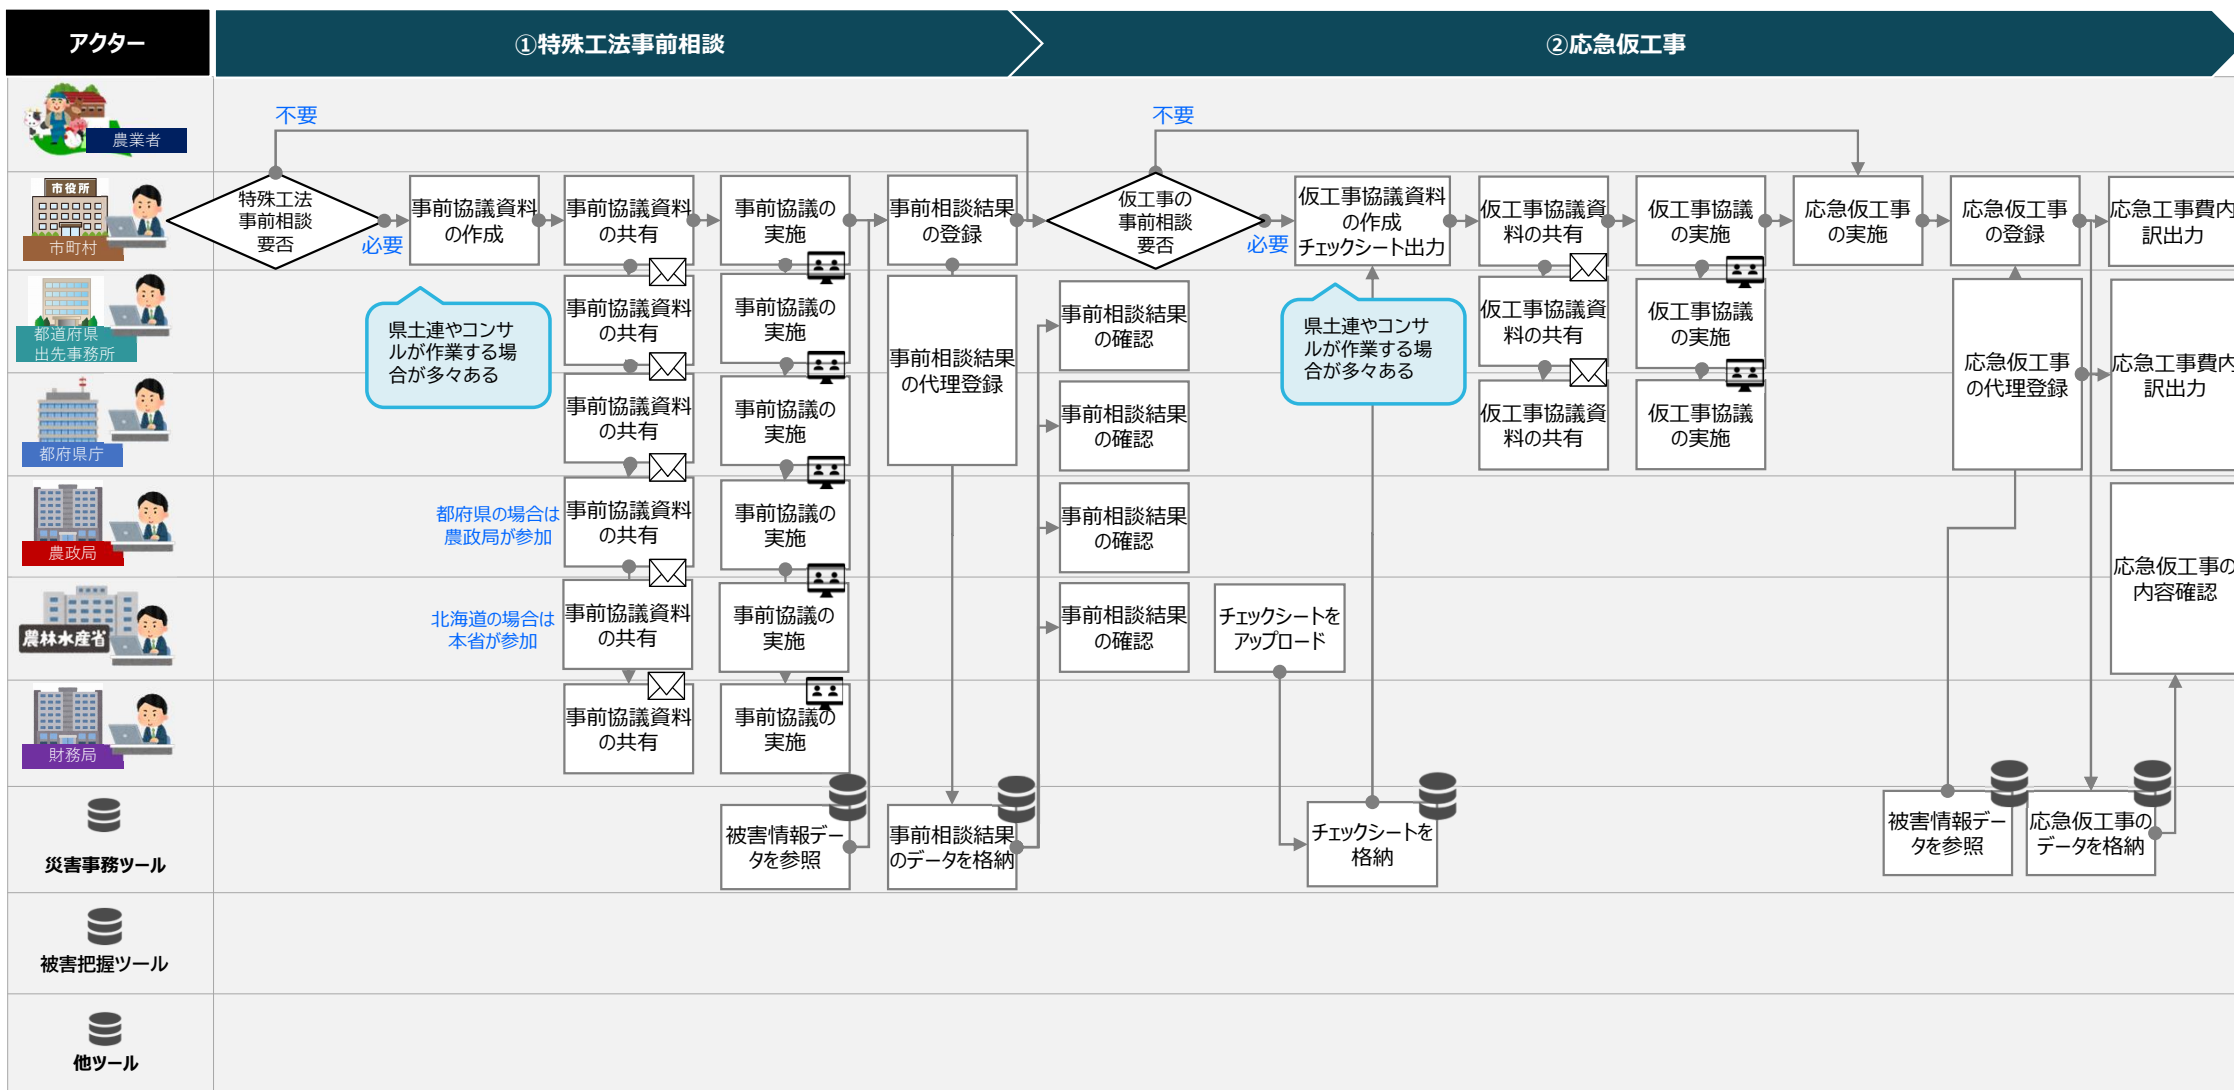 アクター
①特殊工法事前相談
②応急仮工事
農業者
不要
不要
市役所
市町村
特殊工法
事前相談
要否
必要
事前協議資料
の作成
事前協議資料
の共有
事前協議の
実施
事前相談結果
の登録
仮工事の
事前相談
要否
必要
仮工事協議資料
の作成
チェックシート出力
仮工事協議資
料の共有
仮工事協議
の実施
応急仮工事
の実施
応急仮工事
の登録
応急工事費内
訳出力
都道府県
出先事務所
県土連やコンサ
ルが作業する場
合が多々ある
事前協議資料
の共有
事前協議の
実施
事前相談結果
の代理登録
事前相談結果
の確認
県土連やコンサ
ルが作業する場
合が多々ある
仮工事協議資
料の共有
仮工事協議
の実施
応急仮工事
の代理登録
応急工事費内
訳出力
都府県庁
事前協議資料
の共有
事前協議の
実施
事前相談結果
の確認
仮工事協議資
料の共有
仮工事協議
の実施
農政局
都府県の場合は
農政局が参加
事前協議資料
の共有
事前協議の
実施
事前相談結果
の確認
応急仮工事の
内容確認
農林水産省
北海道の場合は
本省が参加
事前協議資料
の共有
事前協議の
実施
事前相談結果
の確認
チェックシートを
アップロード
財務局
事前協議資料
の共有
事前協議の
実施
災害事務ツール
被害情報デー
タを参照
事前相談結果
のデータを格納
チェックシートを
格納
被害情報デー
タを参照
応急仮工事の
データを格納
被害把握ツール
他ツール